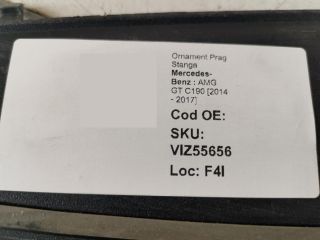 Ornament Prag
Stanga
Mercedes-
Benz : AMG
GT C190 [2014
- 2017]
Cod OE:
SKU:
VIZ55656
Loc: F4I